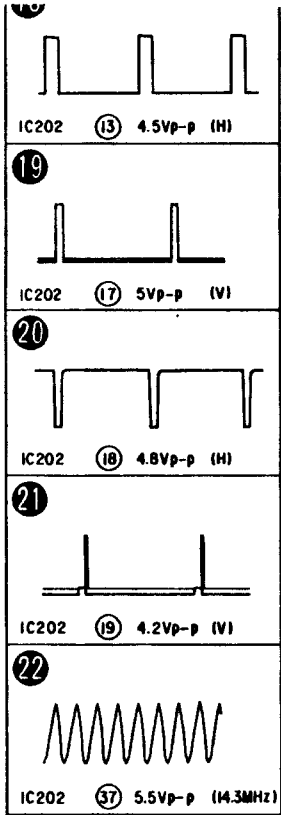 IC202 ⑬ 4.5Vp-p (H)
19
IC202 ⑰ 5Vp-p (V)
20
IC202 ⑱ 4.8Vp-p (H)
21
IC202 ⑲ 4.2Vp-p (V)
22
IC202 ㊲ 5.5Vp-p (14.3MHz)